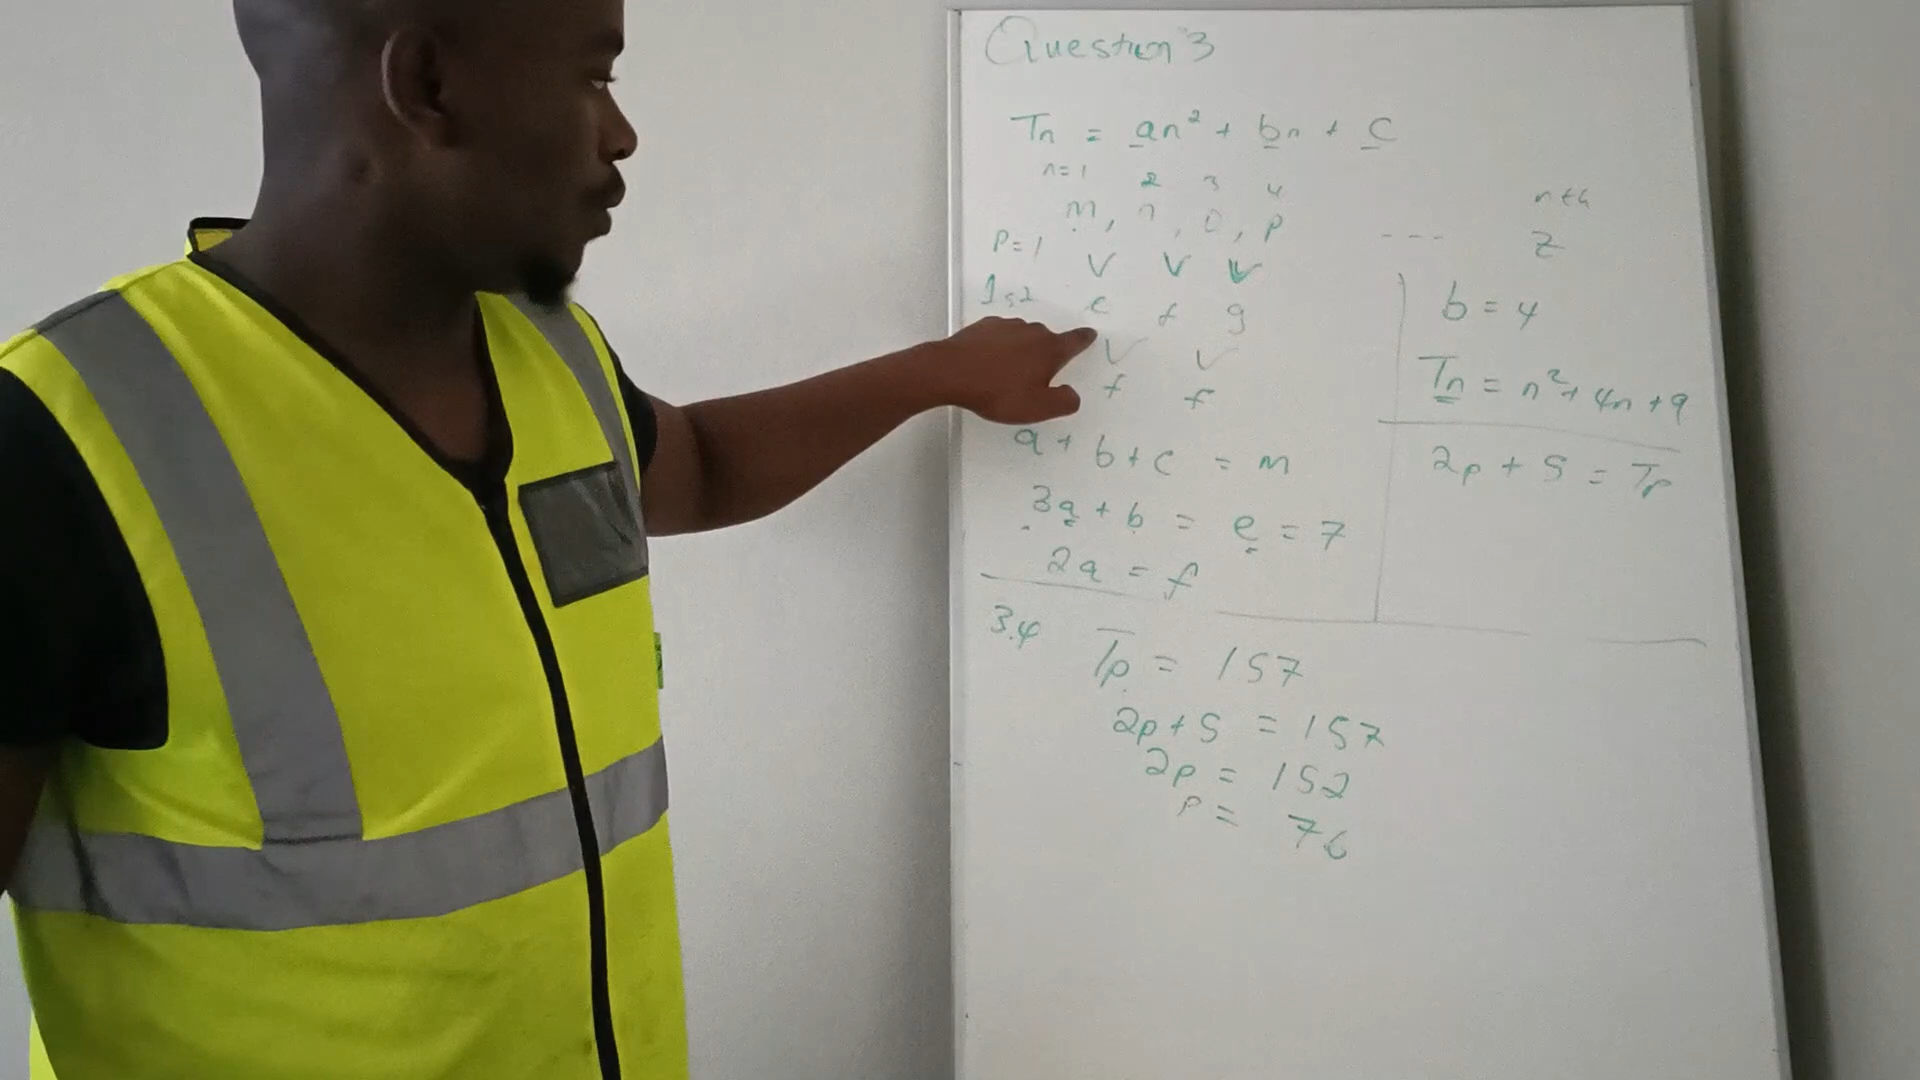 Question 3
Tn = an² + bn + c
n=1 2 3 4
m, n, o, p --- nth z
P=1
1st e f g
f f
a + b + c = m
3a + b = e = 7
2a = f
b = 4
Tn = n² + 4n + 9
2p + 5 = Tp
3.4 Tp = 157
2p + 5 = 157
2p = 152
P = 76